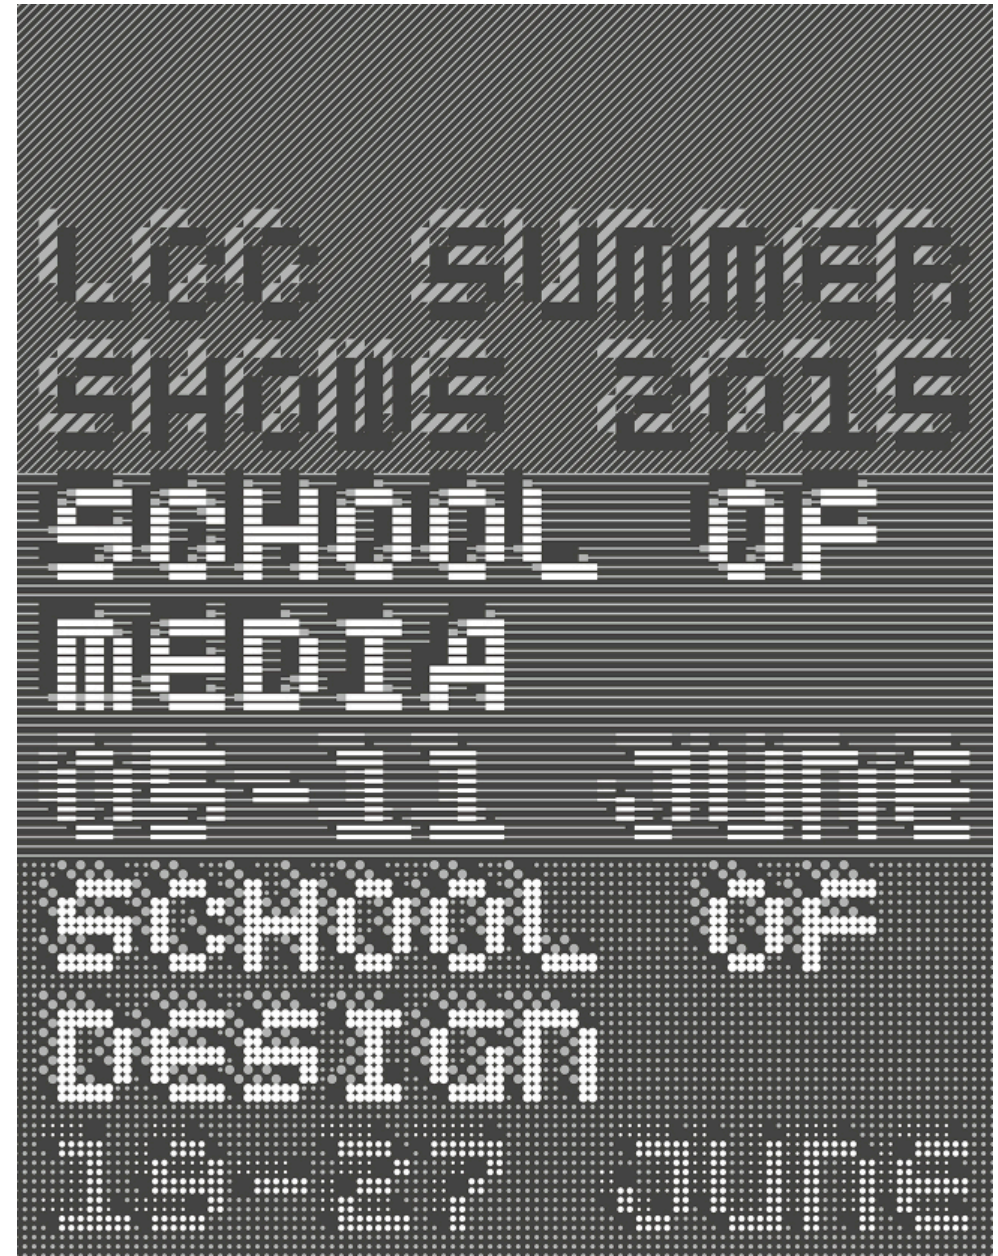 LCC SUMMER
SHOWS 2015
SCHOOL OF
MEDIA
05-11 JUNE
SCHOOL OF
DESIGN
19-27 JUNE